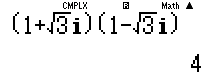 CMPLX R Math ▲
(1+√3i)(1-√3i)
4